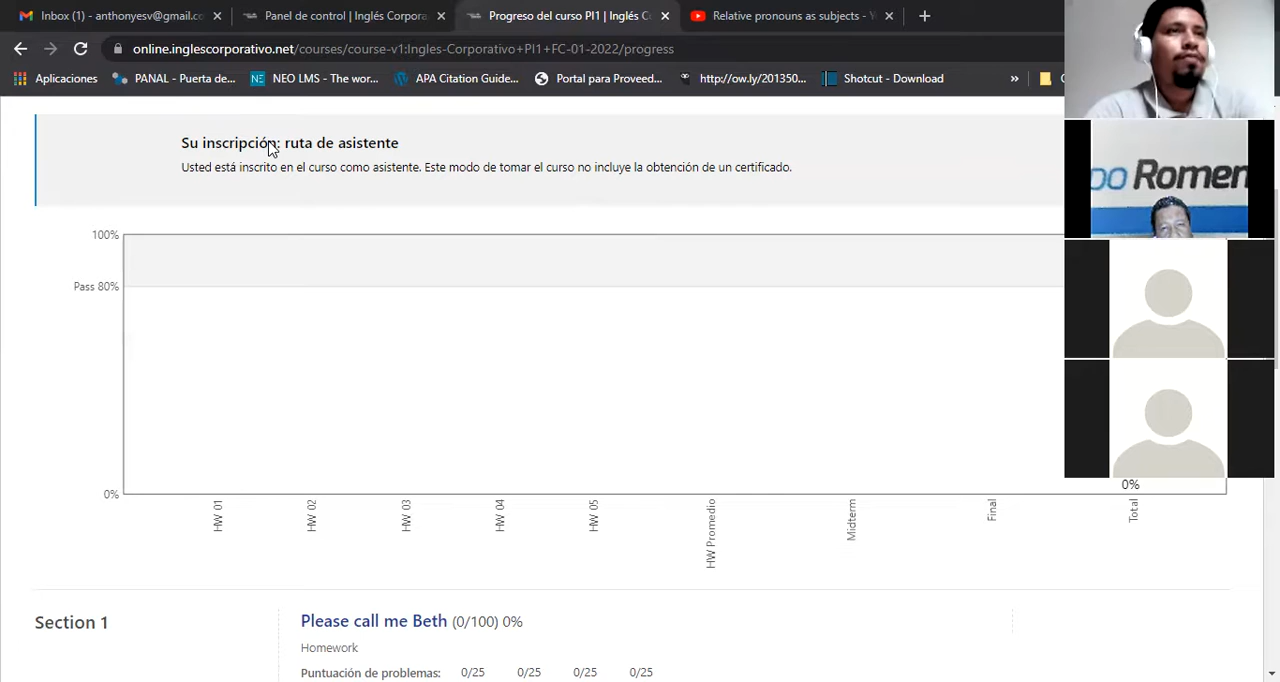 Inbox (1) - anthonyesv@gmail.co
Panel de control | Inglés Corpora
Progreso del curso PI1 | Inglés C
Relative pronouns as subjects - Y
online.inglescorporativo.net/courses/course-v1:Ingles-Corporativo+PI1+FC-01-2022/progress
Aplicaciones
PANAL - Puerta de...
NE
NEO LMS - The wor...
APA Citation Guide...
Portal para Proveed...
http://ow.ly/201350...
Shotcut - Download
»
Su inscripción: ruta de asistente
Usted está inscrito en el curso como asistente. Este modo de tomar el curso no incluye la obtención de un certificado.
100%
Pass 80%
0%
0%
HW 01
HW 02
HW 03
HW 04
HW 05
HW Promedio
Midterm
Final
Total
Section 1
Please call me Beth (0/100) 0%
Homework
Puntuación de problemas: 0/25 0/25 0/25 0/25
po Romen